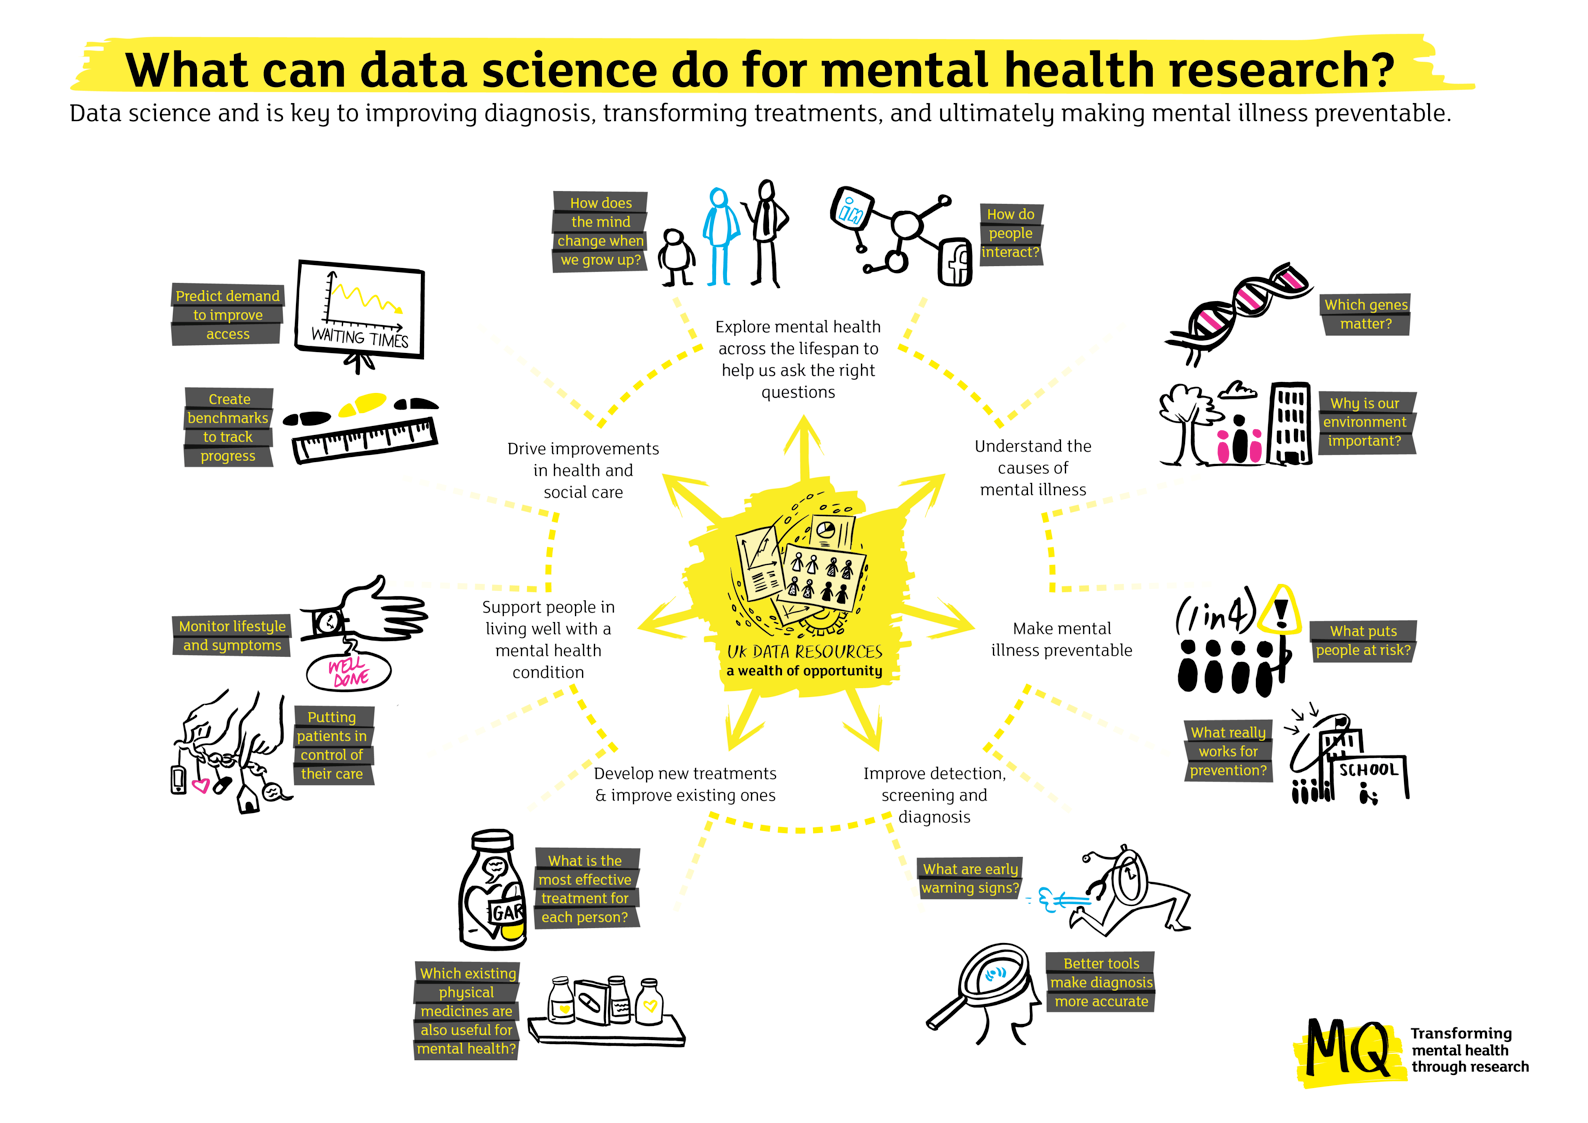 What can data science do for mental health research?
Data science and is key to improving diagnosis, transforming treatments, and ultimately making mental illness preventable.
How does
the mind
change when
we grow up?
in
f
How do
people
interact?
Explore mental health
across the lifespan to
help us ask the right
questions
Which genes
matter?
Why is our
environment
important?
Understand the
causes of
mental illness
Make mental
illness preventable
(1 in 4)
!
What puts
people at risk?
What really
works for
prevention?
SCHOOL
Improve detection,
screening and
diagnosis
What are early
warning signs?
Better tools
make diagnosis
more accurate
Develop new treatments
& improve existing ones
GAR
What is the
most effective
treatment for
each person?
Which existing
physical
medicines are
also useful for
mental health?
Support people in
living well with a
mental health
condition
Monitor lifestyle
and symptoms
WELL
DONE
Putting
patients in
control of
their care
Drive improvements
in health and
social care
Predict demand
to improve
access
WAITING TIMES
Create
benchmarks
to track
progress
UK DATA RESOURCES
a wealth of opportunity
MQ
Transforming
mental health
through research